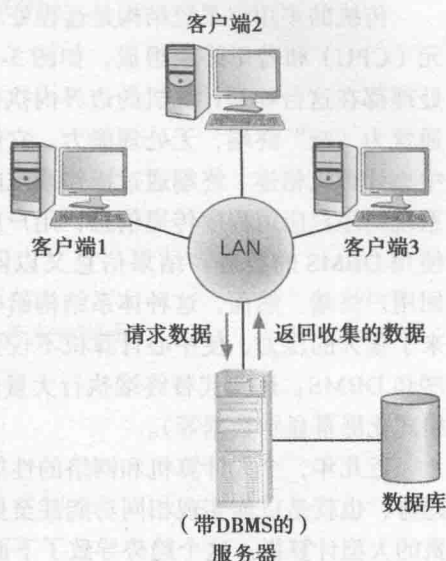 客户端2
客户端1
LAN
客户端3
请求数据
返回收集的数据
(带DBMS的)
服务器
数据库